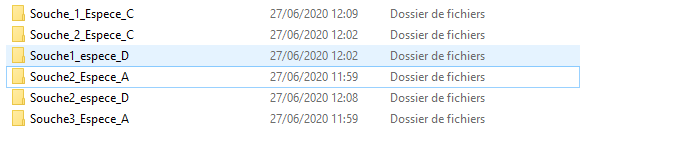 Souche_1_Espece_C 27/06/2020 12:09 Dossier de fichiers
Souche_2_Espece_C 27/06/2020 12:02 Dossier de fichiers
Souche1_espece_D 27/06/2020 12:02 Dossier de fichiers
Souche2_Espece_A 27/06/2020 11:59 Dossier de fichiers
Souche2_espece_D 27/06/2020 12:08 Dossier de fichiers
Souche3_Espece_A 27/06/2020 11:59 Dossier de fichiers